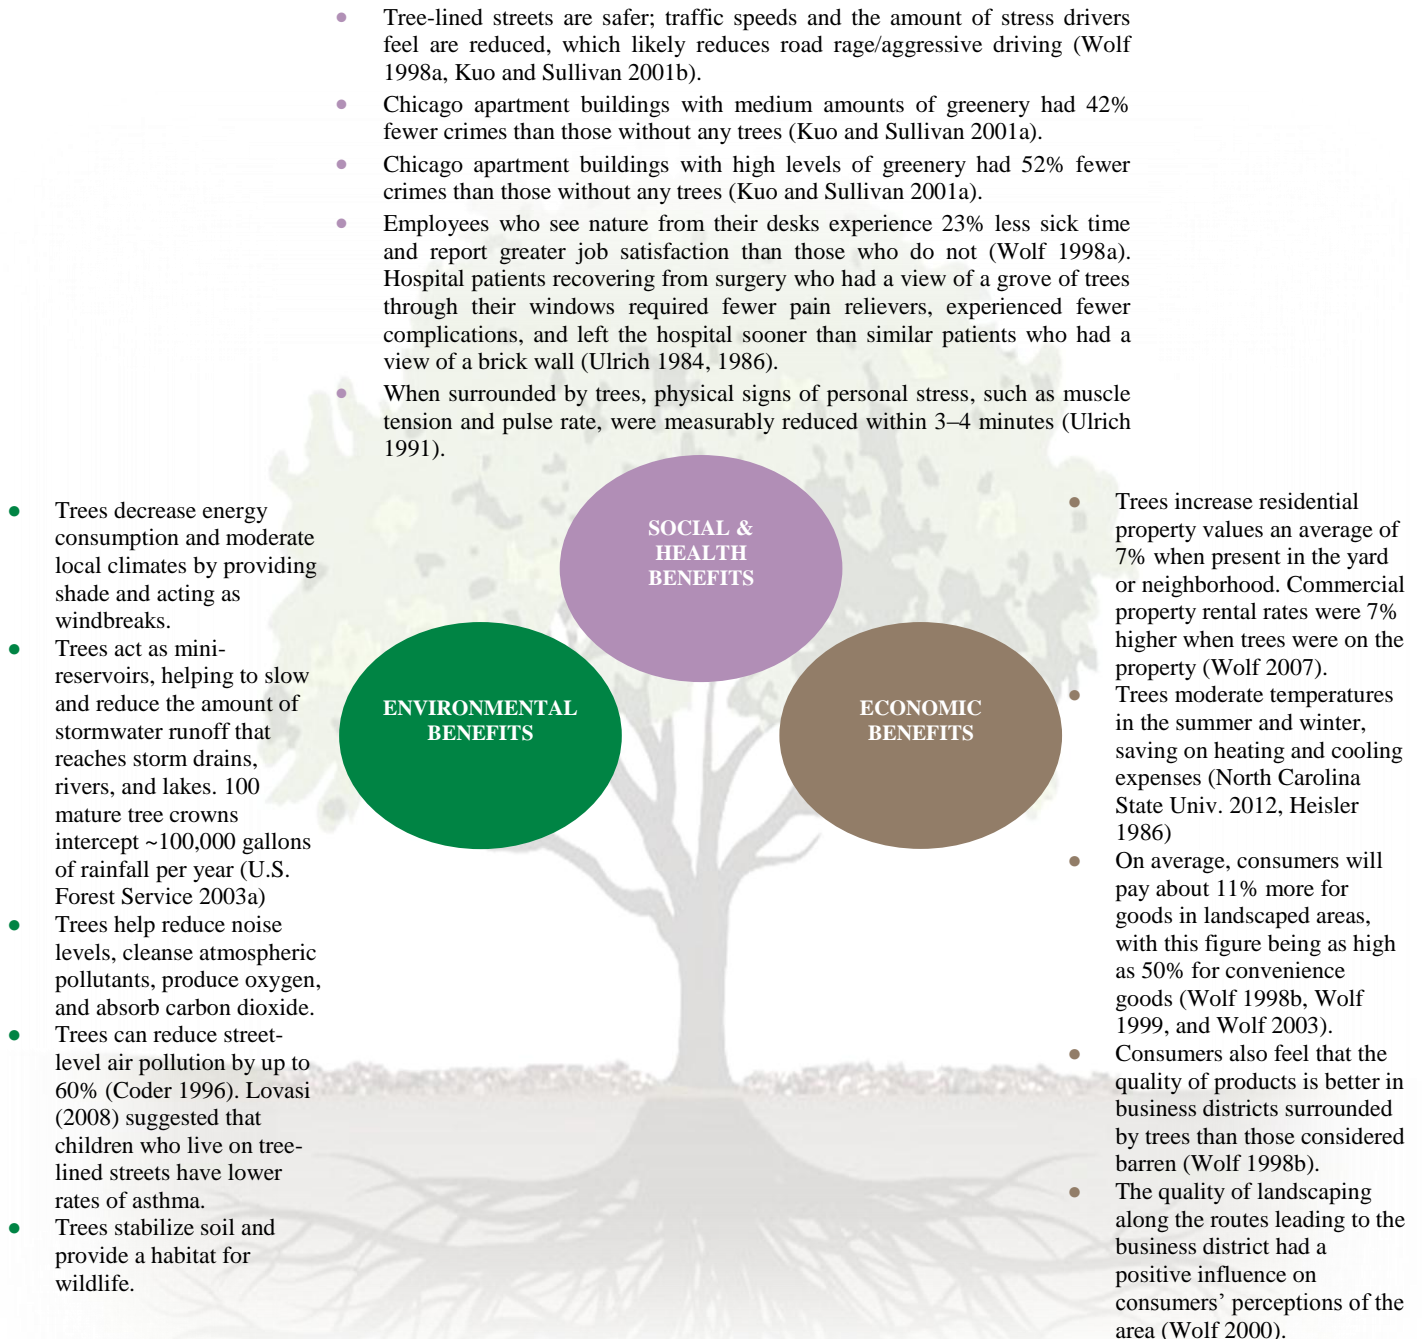 Tree-lined streets are safer; traffic speeds and the amount of stress drivers
feel are reduced, which likely reduces road rage/aggressive driving (Wolf
1998a, Kuo and Sullivan 2001b).
Chicago apartment buildings with medium amounts of greenery had 42%
fewer crimes than those without any trees (Kuo and Sullivan 2001a).
Chicago apartment buildings with high levels of greenery had 52% fewer
crimes than those without any trees (Kuo and Sullivan 2001a).
Employees who see nature from their desks experience 23% less sick time
and report greater job satisfaction than those who do not (Wolf 1998a).
Hospital patients recovering from surgery who had a view of a grove of trees
through their windows required fewer pain relievers, experienced fewer
complications, and left the hospital sooner than similar patients who had a
view of a brick wall (Ulrich 1984, 1986).
When surrounded by trees, physical signs of personal stress, such as muscle
tension and pulse rate, were measurably reduced within 3–4 minutes (Ulrich
1991).
SOCIAL &
HEALTH
BENEFITS
ENVIRONMENTAL
BENEFITS
ECONOMIC
BENEFITS
Trees decrease energy
consumption and moderate
local climates by providing
shade and acting as
windbreaks.
Trees act as mini-
reservoirs, helping to slow
and reduce the amount of
stormwater runoff that
reaches storm drains,
rivers, and lakes. 100
mature tree crowns
intercept ~100,000 gallons
of rainfall per year (U.S.
Forest Service 2003a)
Trees help reduce noise
levels, cleanse atmospheric
pollutants, produce oxygen,
and absorb carbon dioxide.
Trees can reduce street-
level air pollution by up to
60% (Coder 1996). Lovasi
(2008) suggested that
children who live on tree-
lined streets have lower
rates of asthma.
Trees stabilize soil and
provide a habitat for
wildlife.
Trees increase residential
property values an average of
7% when present in the yard
or neighborhood. Commercial
property rental rates were 7%
higher when trees were on the
property (Wolf 2007).
Trees moderate temperatures
in the summer and winter,
saving on heating and cooling
expenses (North Carolina
State Univ. 2012, Heisler
1986)
On average, consumers will
pay about 11% more for
goods in landscaped areas,
with this figure being as high
as 50% for convenience
goods (Wolf 1998b, Wolf
1999, and Wolf 2003).
Consumers also feel that the
quality of products is better in
business districts surrounded
by trees than those considered
barren (Wolf 1998b).
The quality of landscaping
along the routes leading to the
business district had a
positive influence on
consumers’ perceptions of the
area (Wolf 2000).